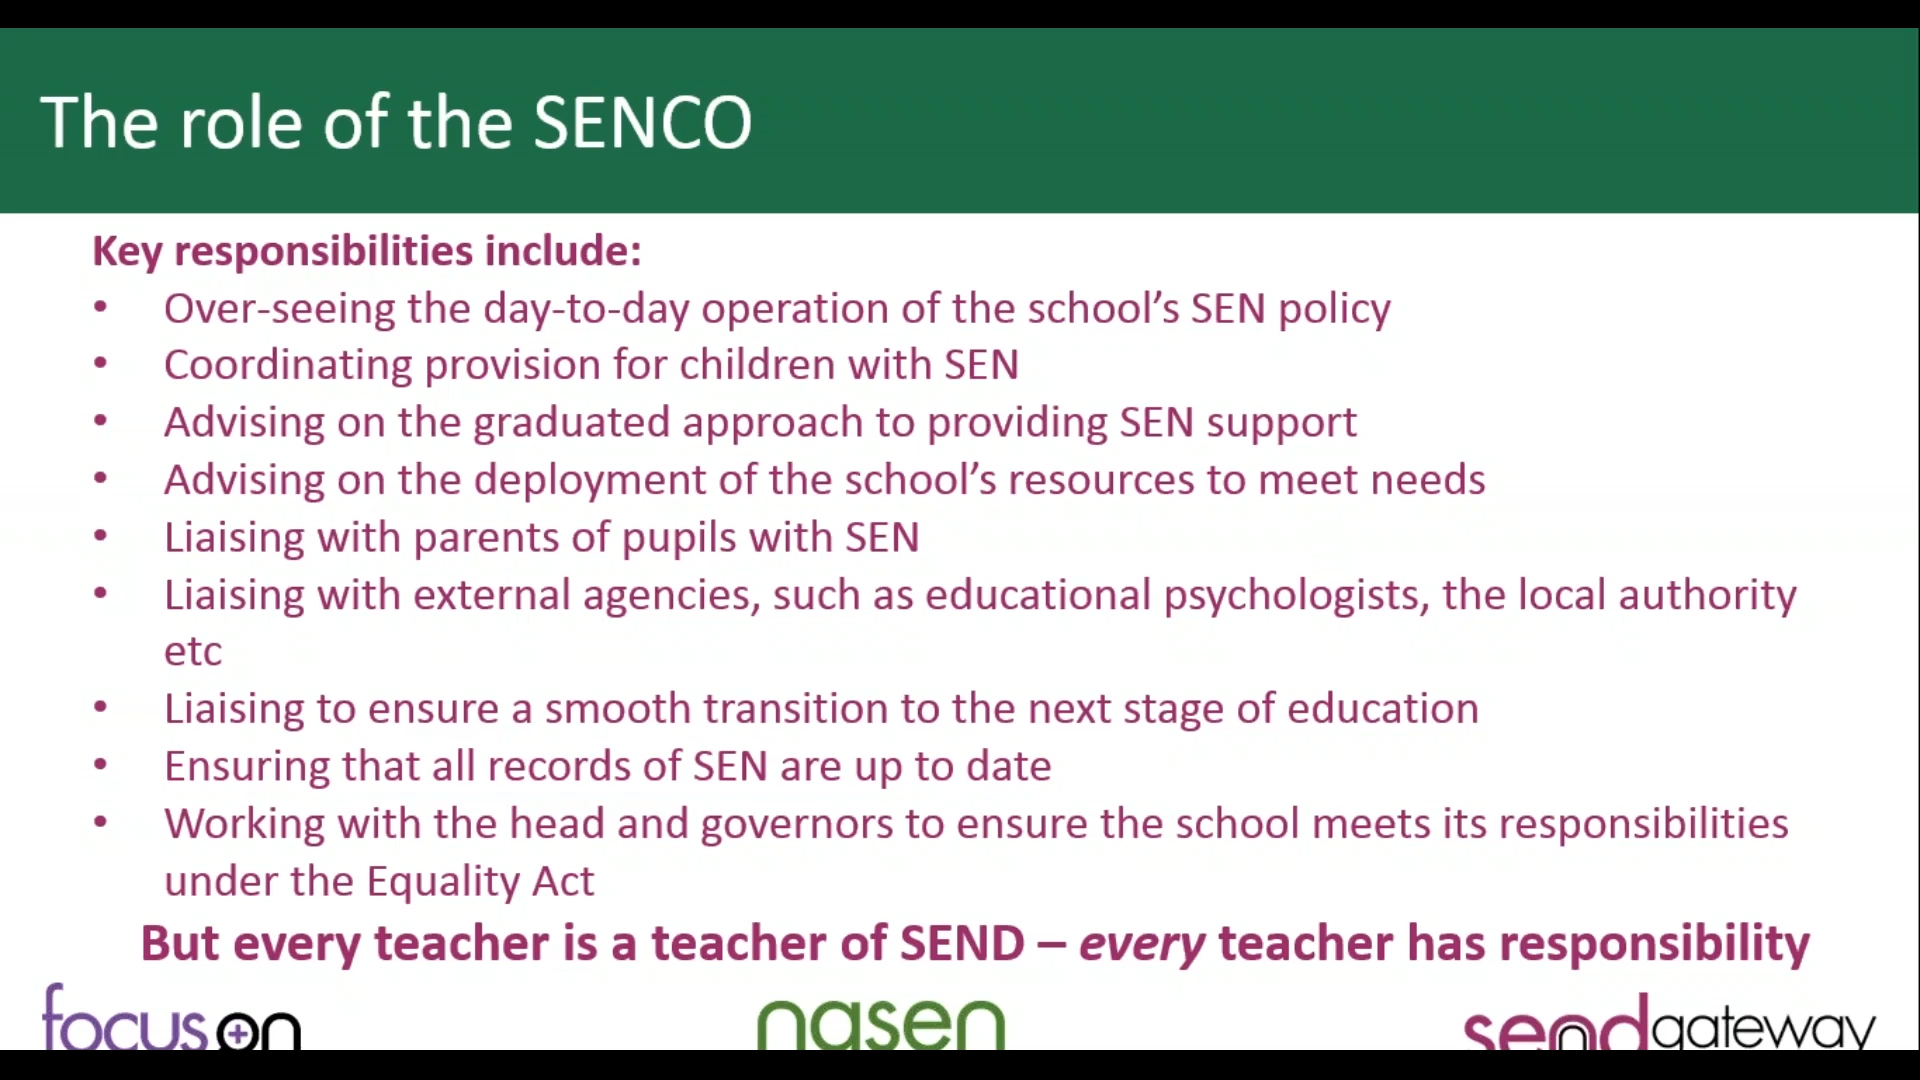 The role of the SENCO
Key responsibilities include:
• Over-seeing the day-to-day operation of the school’s SEN policy
• Coordinating provision for children with SEN
• Advising on the graduated approach to providing SEN support
• Advising on the deployment of the school’s resources to meet needs
• Liaising with parents of pupils with SEN
• Liaising with external agencies, such as educational psychologists, the local authority
etc
• Liaising to ensure a smooth transition to the next stage of education
• Ensuring that all records of SEN are up to date
• Working with the head and governors to ensure the school meets its responsibilities
under the Equality Act
But every teacher is a teacher of SEND – every teacher has responsibility
focus on nasen sendgateway